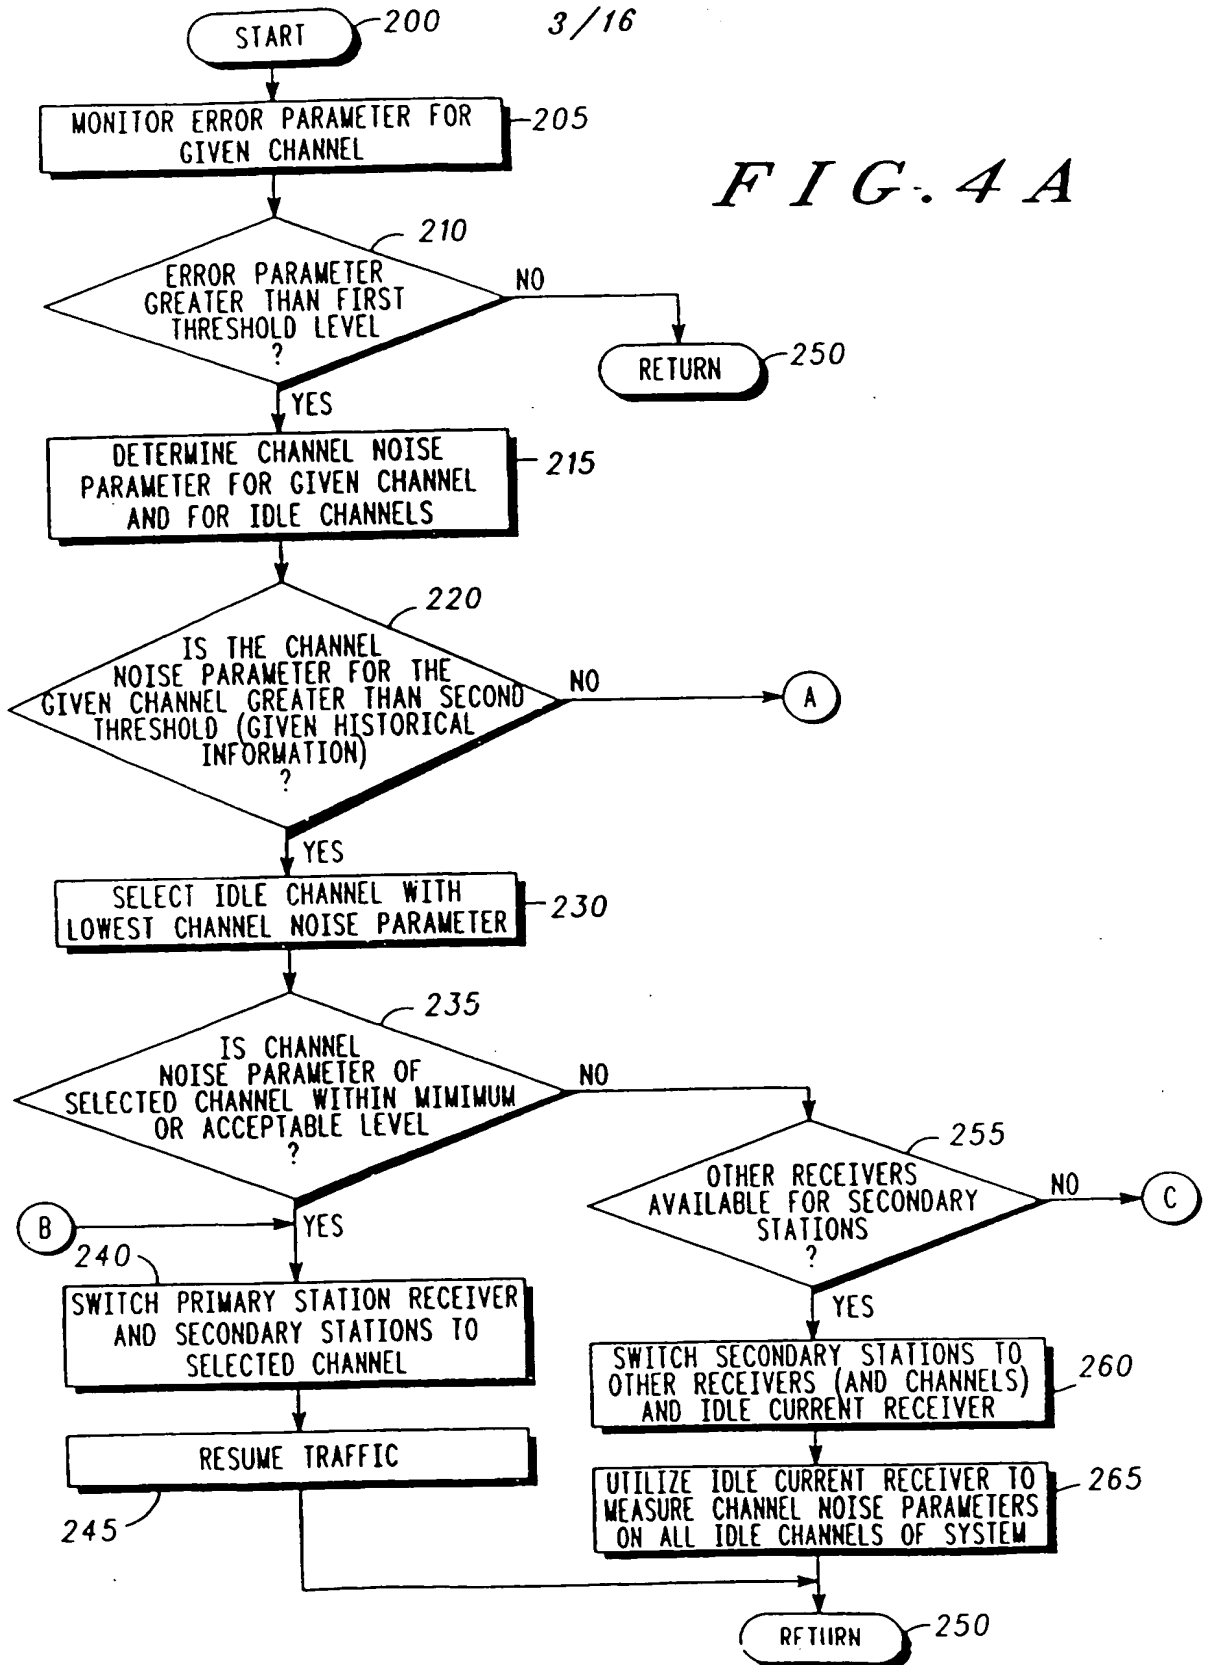 START
200
3/16
MONITOR ERROR PARAMETER FOR
GIVEN CHANNEL
205
FIG. 4A
210
ERROR PARAMETER
GREATER THAN FIRST
THRESHOLD LEVEL
?
NO
RETURN
250
YES
DETERMINE CHANNEL NOISE
PARAMETER FOR GIVEN CHANNEL
AND FOR IDLE CHANNELS
215
220
IS THE CHANNEL
NOISE PARAMETER FOR THE
GIVEN CHANNEL GREATER THAN SECOND
THRESHOLD (GIVEN HISTORICAL
INFORMATION)
?
NO
A
YES
SELECT IDLE CHANNEL WITH
LOWEST CHANNEL NOISE PARAMETER
230
235
IS CHANNEL
NOISE PARAMETER OF
SELECTED CHANNEL WITHIN MIMIMUM
OR ACCEPTABLE LEVEL
?
NO
255
OTHER RECEIVERS
AVAILABLE FOR SECONDARY
STATIONS
?
NO
C
B
YES
240
SWITCH PRIMARY STATION RECEIVER
AND SECONDARY STATIONS TO
SELECTED CHANNEL
YES
SWITCH SECONDARY STATIONS TO
OTHER RECEIVERS (AND CHANNELS)
AND IDLE CURRENT RECEIVER
260
RESUME TRAFFIC
245
UTILIZE IDLE CURRENT RECEIVER TO
MEASURE CHANNEL NOISE PARAMETERS
ON ALL IDLE CHANNELS OF SYSTEM
265
RETURN
250